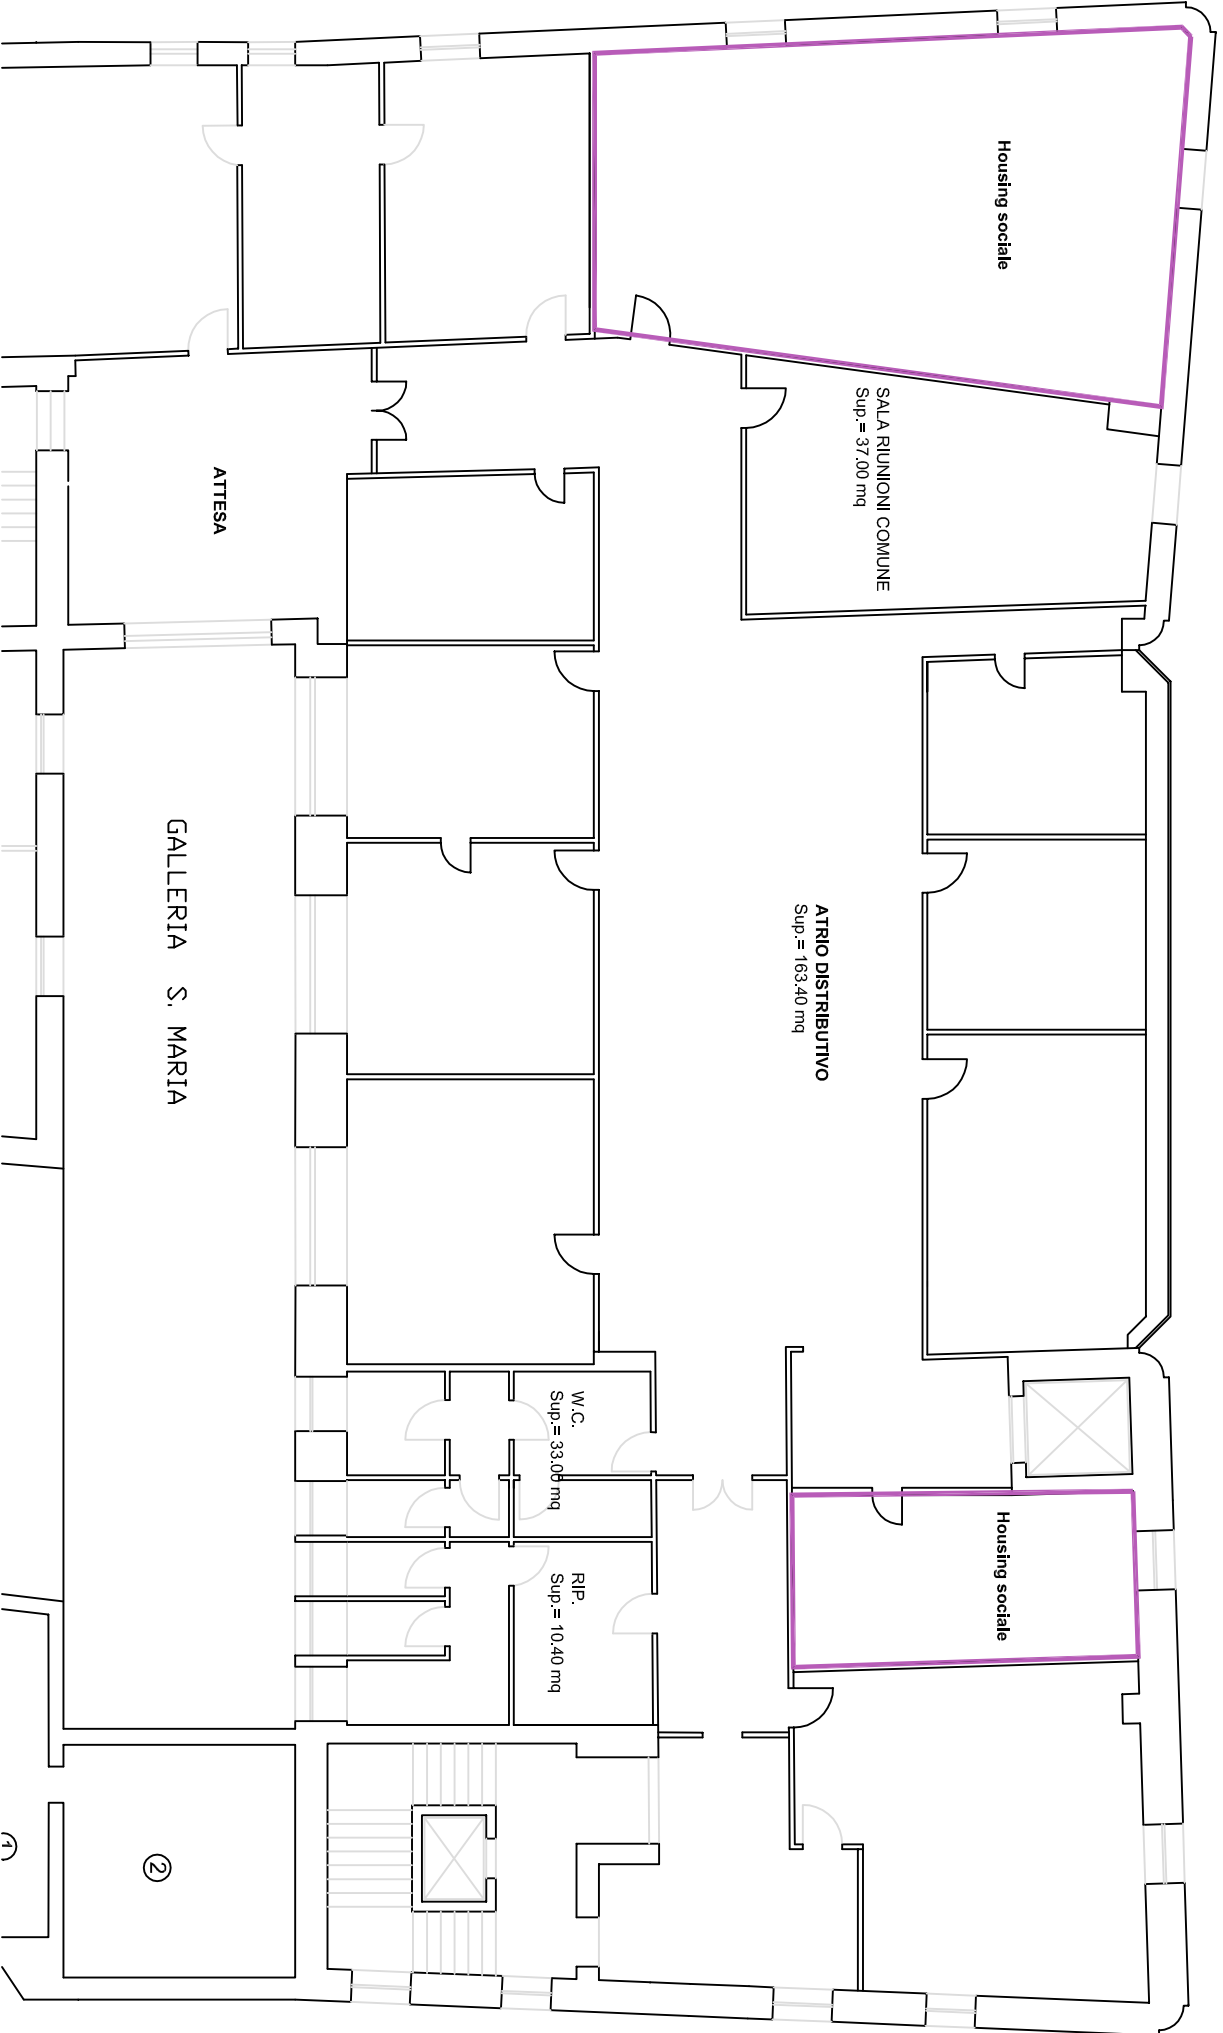 Housing sociale
SALA RIUNIONI COMUNE
Sup.= 37.00 mq
ATTESA
ATRIO DISTRIBUTIVO
Sup.= 163.40 mq
GALLERIA S. MARIA
W.C.
Sup.= 33.00 mq
Housing sociale
RIP.
Sup.= 10.40 mq
1
2